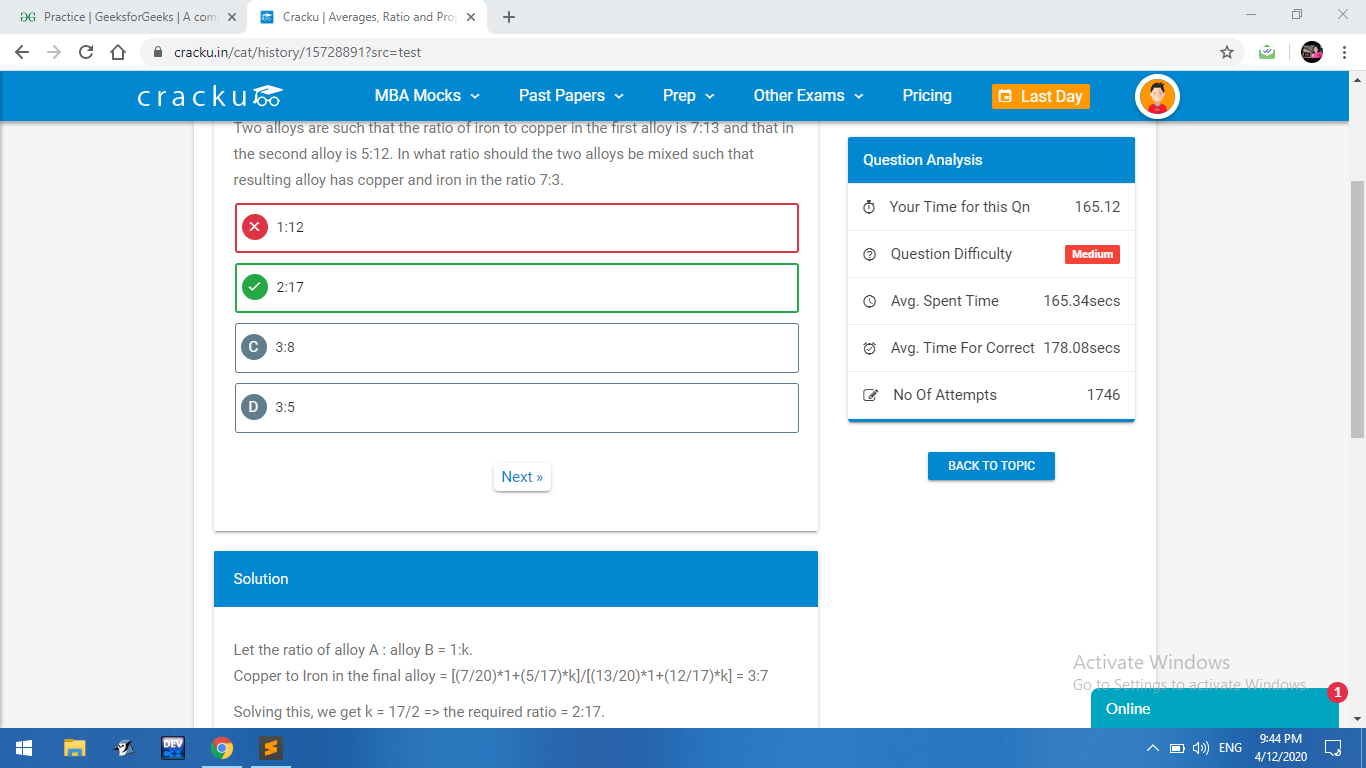 Practice | GeeksforGeeks | A com
Cracku | Averages, Ratio and Pro
cracku.in/cat/history/15728891?src=test
cracku
MBA Mocks
Past Papers
Prep
Other Exams
Pricing
Last Day
Two alloys are such that the ratio of iron to copper in the first alloy is 7:13 and that in
the second alloy is 5:12. In what ratio should the two alloys be mixed such that
resulting alloy has copper and iron in the ratio 7:3.
1:12
2:17
C 3:8
D 3:5
Next »
Question Analysis
Your Time for this Qn 165.12
Question Difficulty Medium
Avg. Spent Time 165.34secs
Avg. Time For Correct 178.08secs
No Of Attempts 1746
BACK TO TOPIC
Solution
Let the ratio of alloy A : alloy B = 1:k.
Copper to Iron in the final alloy = [(7/20)*1+(5/17)*k]/[(13/20)*1+(12/17)*k] = 3:7
Solving this, we get k = 17/2 => the required ratio = 2:17.
Activate Windows
Go to Settings to activate Windows.
1
Online
DEV
ENG
9:44 PM
4/12/2020